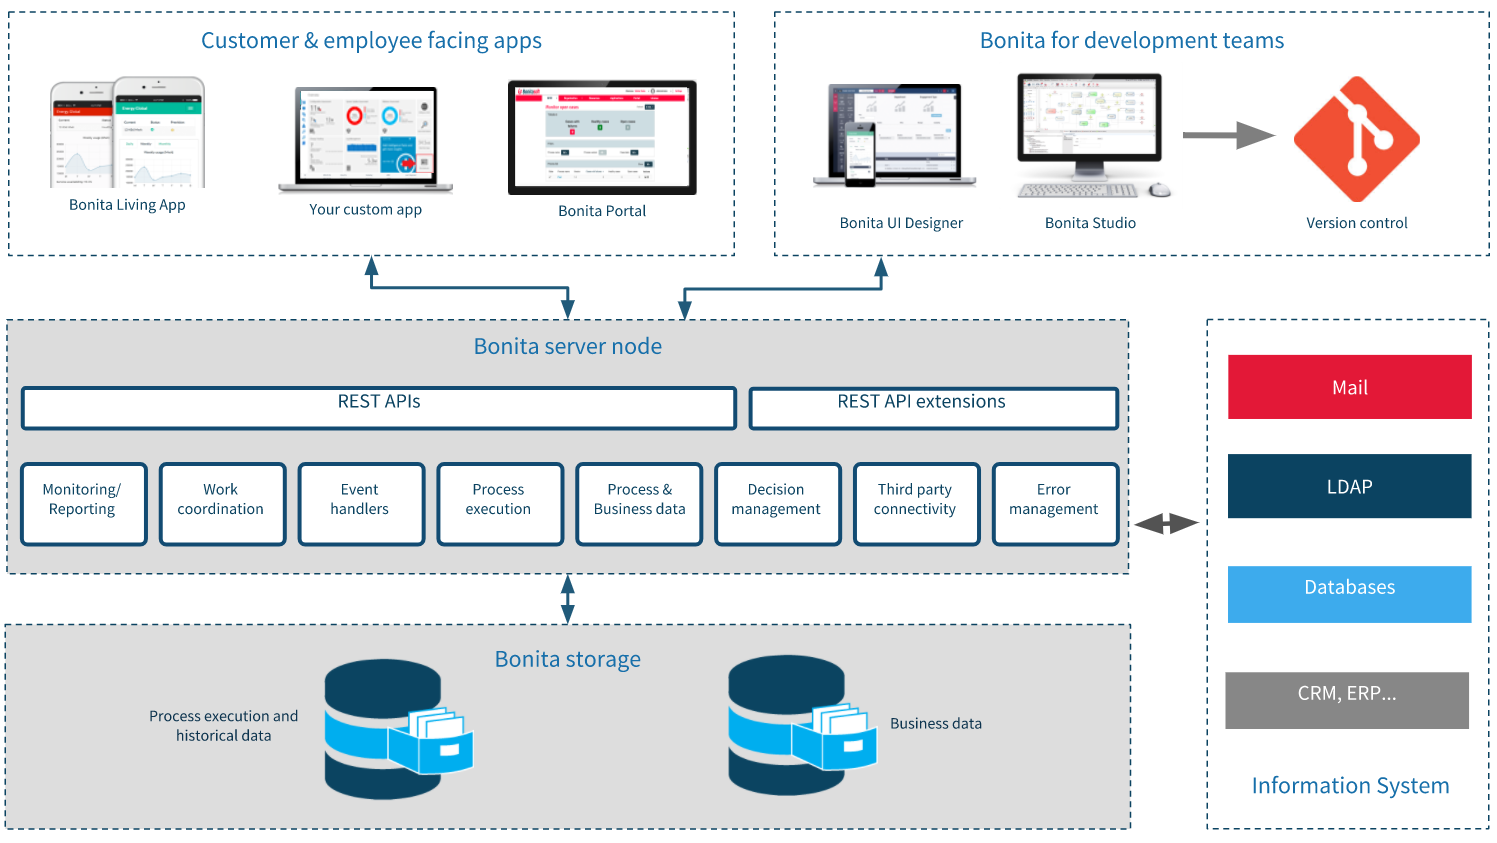 Customer & employee facing apps
Bonita Living App
Your custom app
Bonita Portal
Bonita for development teams
Bonita UI Designer
Bonita Studio
Version control
Bonita server node
REST APIs
REST API extensions
Monitoring/
Reporting
Work
coordination
Event
handlers
Process
execution
Process &
Business data
Decision
management
Third party
connectivity
Error
management
Bonita storage
Process execution and
historical data
Business data
Mail
LDAP
Databases
CRM, ERP...
Information System